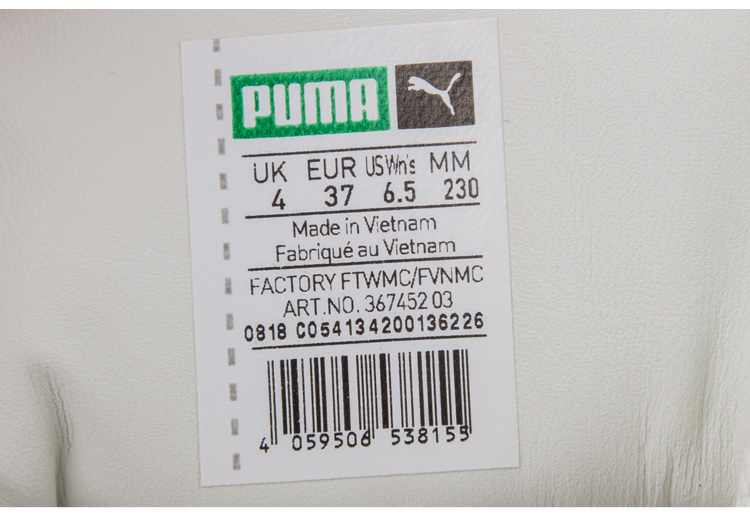 PUMA
UK EUR US Wn's MM
4 37 6.5 230
Made in Vietnam
Fabriqué au Vietnam
FACTORY FTWMC/FVNMC
ART.NO. 367452 03
0818 C054134200136226
4 059506 538155